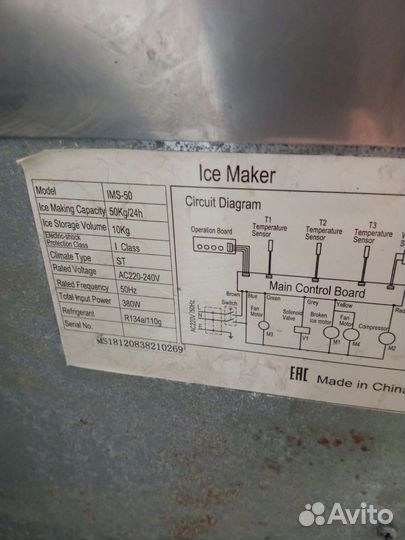 Ice Maker
Model IMS-50
Ice Making Capacity 50Kg/24h
Ice Storage Volume 10Kg
Electric-shock Protection Class I Class
Climate Type ST
Rated Voltage AC220-240V
Rated Frequency 50Hz
Total Input Power 380W
Refrigerant R134a/110g
Serial No.
MS18120838210269
Circuit Diagram
Operation Board
T1 Temperature Sensor
T2 Temperature Sensor
T3 Temperature Sensor
Main Control Board
AC220V/50Hz
Switch
Brown
Blue
Green
Grey
Yellow
Red
Fan Motor
Solenoid Valve
Broken ice motor
Fan Motor
Compressor
M3
V1
M1
M4
M2
EAC Made in China
Avito